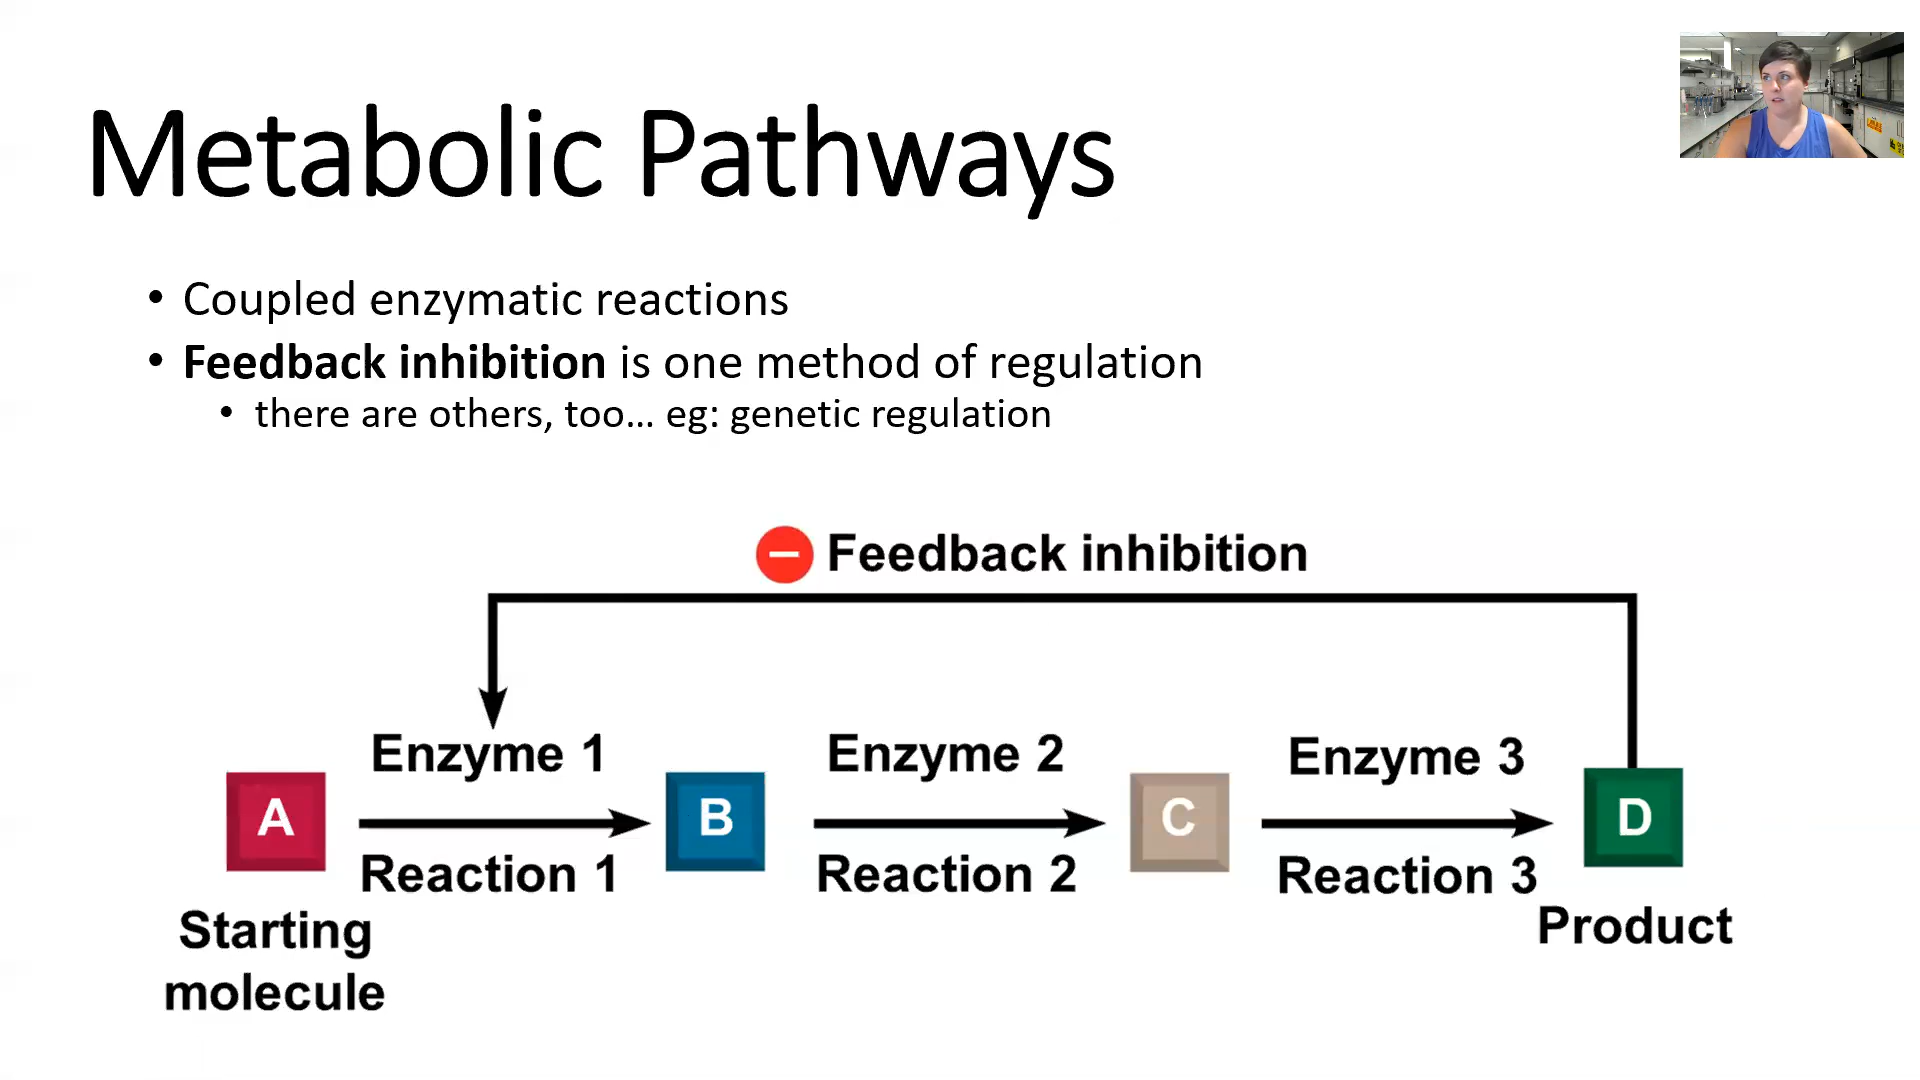 Metabolic Pathways
• Coupled enzymatic reactions
• Feedback inhibition is one method of regulation
• there are others, too... eg: genetic regulation
Feedback inhibition
Enzyme 1
Enzyme 2
Enzyme 3
A
B
C
D
Reaction 1
Reaction 2
Reaction 3
Starting
molecule
Product